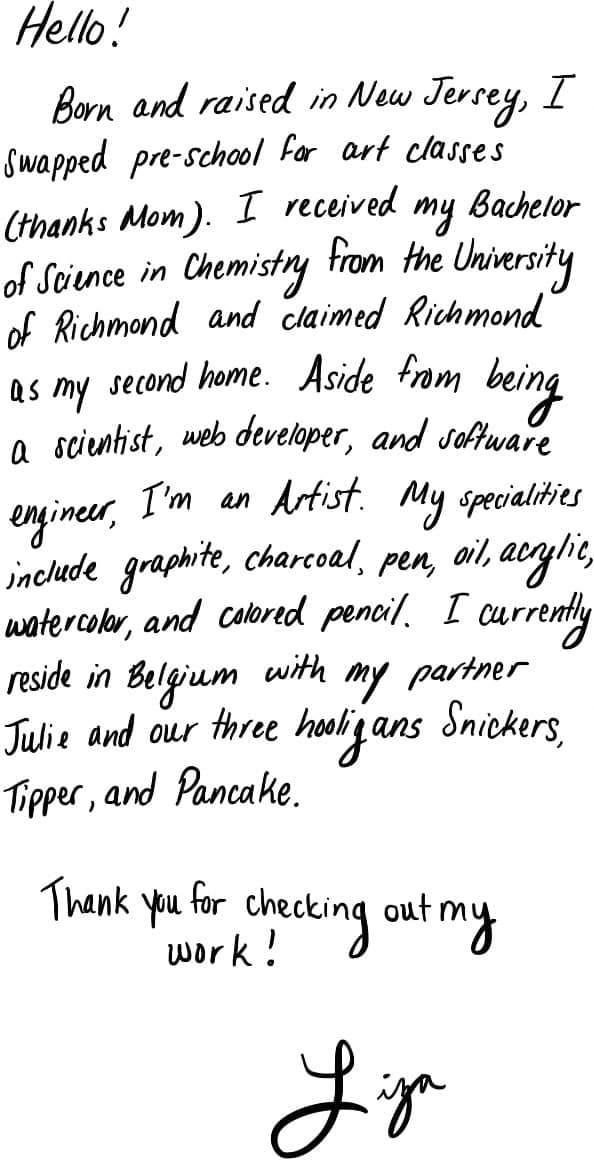 Hello!
Born and raised in New Jersey, I
swapped pre-school for art classes
(thanks Mom). I received my Bachelor
of Science in Chemistry from the University
of Richmond and claimed Richmond
as my second home. Aside from being
a scientist, web developer, and software
engineer, I'm an Artist. My specialities
include graphite, charcoal, pen, oil, acrylic,
watercolor, and colored pencil. I currently
reside in Belgium with my partner
Julie and our three hooligans Snickers,
Tipper, and Pancake.
Thank you for checking out my
work!
Liza